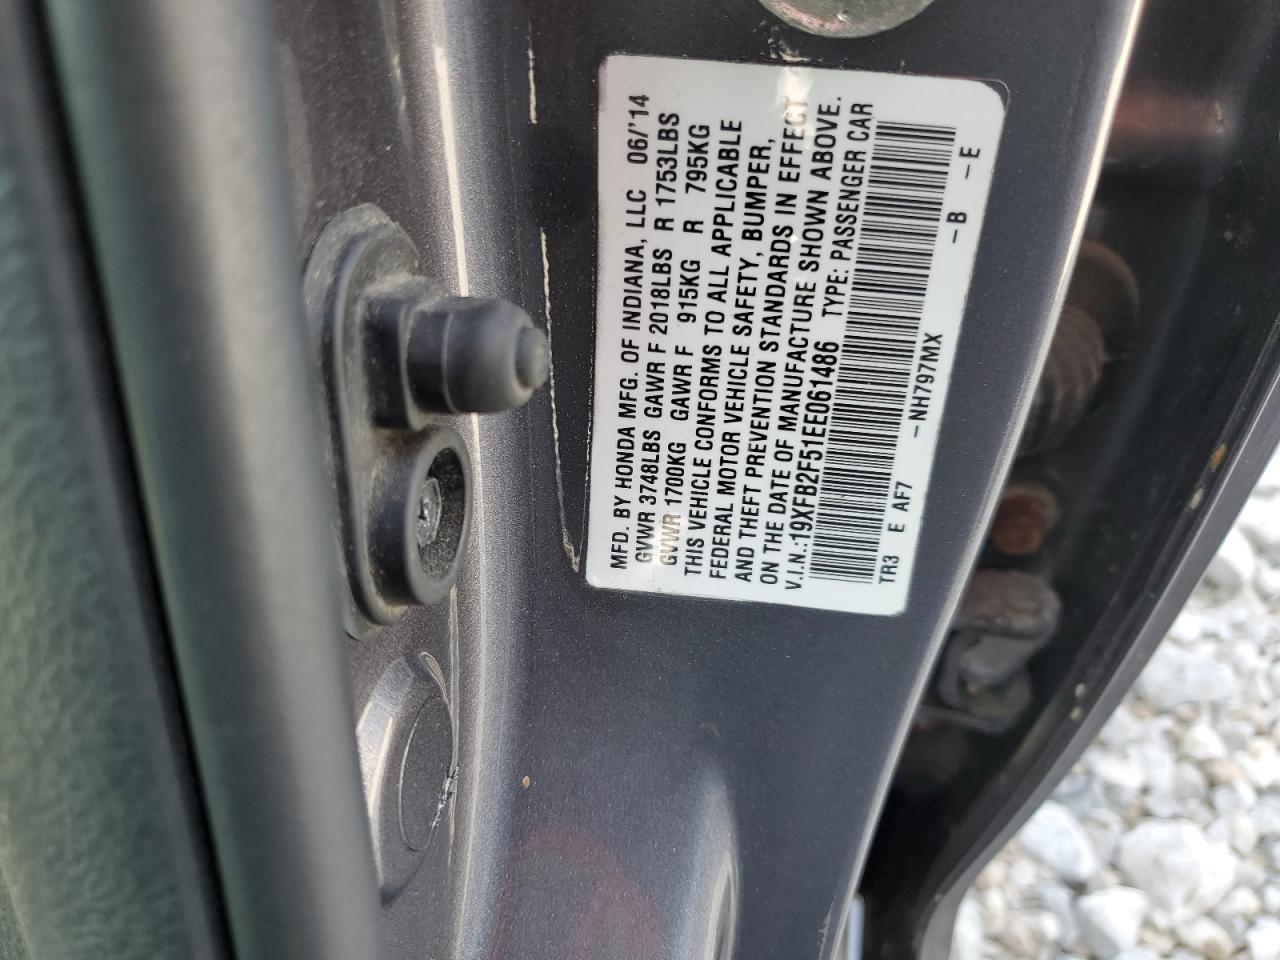 MFD. BY HONDA MFG. OF INDIANA, LLC 06/'14
GVWR 3748LBS GAWR F 2018LBS R 1753LBS
GVWR 1700KG GAWR F 915KG R 795KG
THIS VEHICLE CONFORMS TO ALL APPLICABLE
FEDERAL MOTOR VEHICLE SAFETY, BUMPER,
AND THEFT PREVENTION STANDARDS IN EFFECT
ON THE DATE OF MANUFACTURE SHOWN ABOVE.
V.I.N.:19XFB2F51EE061486 TYPE: PASSENGER CAR
TR3 E AF7 -NH797MX -B -E